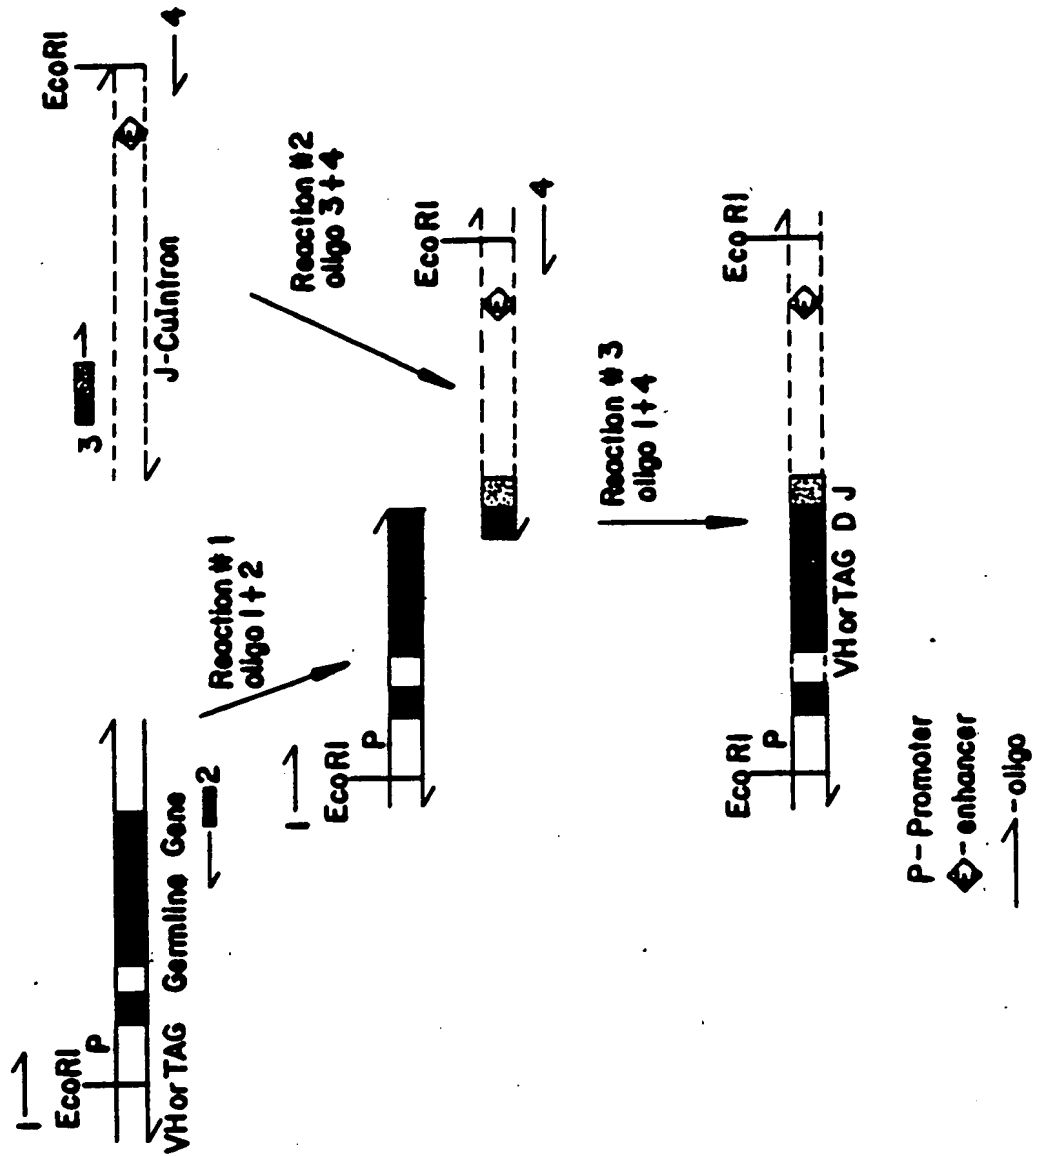 1
EcoRI
P
VHorTAG Germline Gene
2
3
EcoRI
E
4
J-CuIntron
Reaction #1
oligo 1+2
Reaction #2
oligo 3+4
1
EcoRI
P
EcoRI
E
4
Reaction #3
oligo 1+4
EcoRI
P
EcoRI
E
VHorTAG D J
P-Promoter
E-enhancer
-oligo